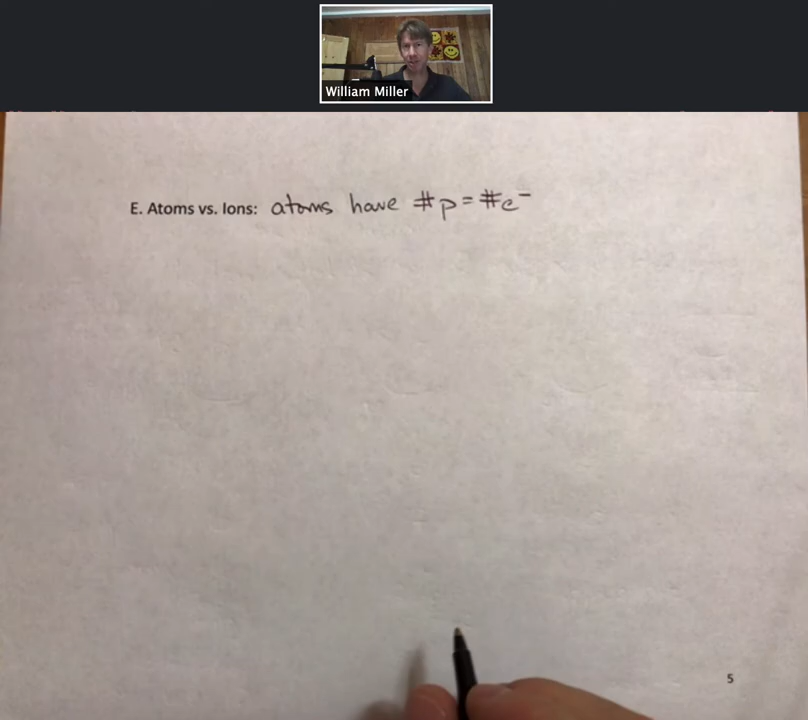 William Miller
E. Atoms vs. Ions: atoms have #p = #e⁻
5